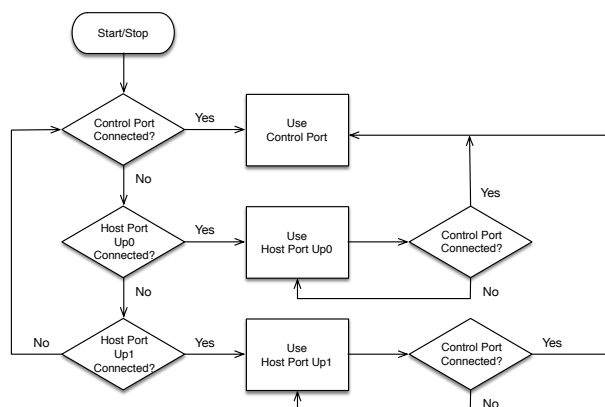 Start/Stop
Control Port
Connected?
Yes
Use
Control Port
No
Yes
Host Port
Up0
Connected?
Yes
Use
Host Port Up0
Control Port
Connected?
No
No
No
Host Port
Up1
Connected?
Yes
Use
Host Port Up1
Control Port
Connected?
Yes
No